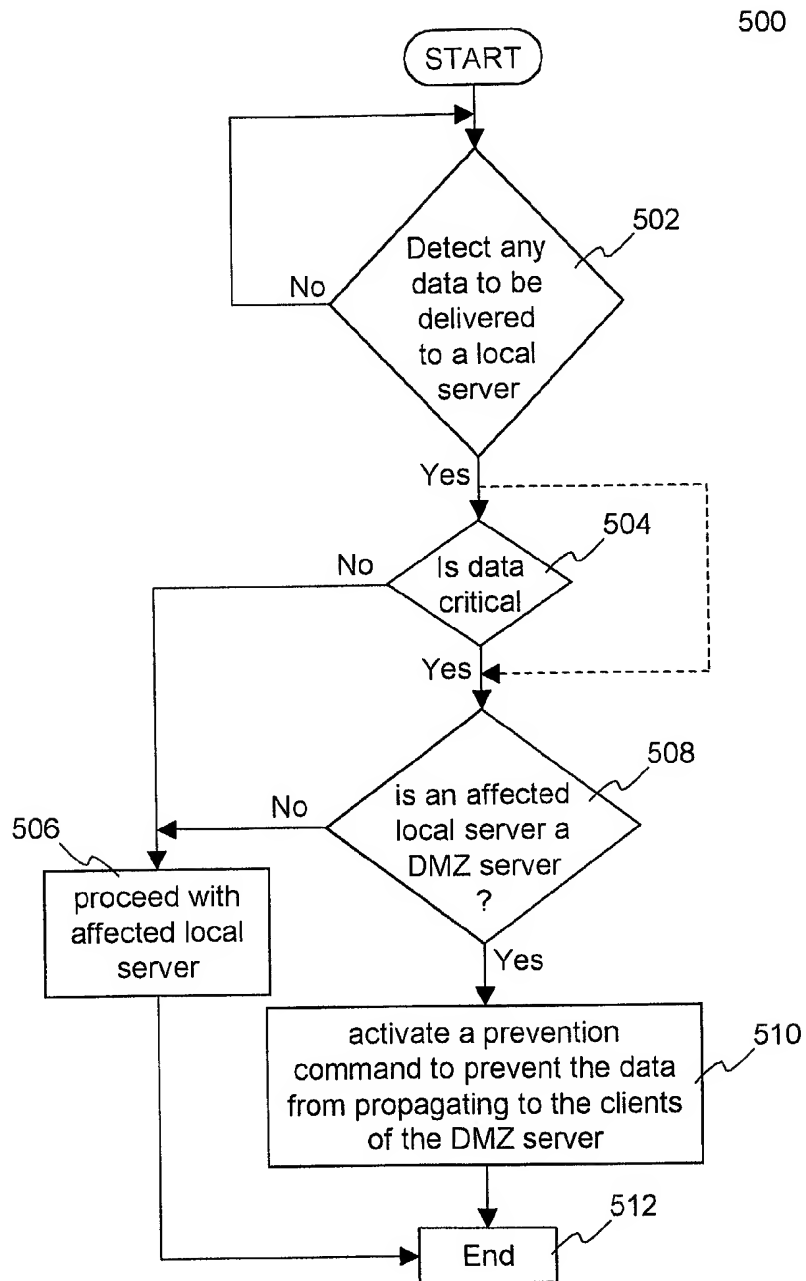 500
START
502
Detect any
data to be
delivered
to a local
server
No
Yes
504
No
Is data
critical
Yes
508
is an affected
local server a
DMZ server
?
No
506
proceed with
affected local
server
Yes
activate a prevention
command to prevent the data
from propagating to the clients
of the DMZ server
510
512
End